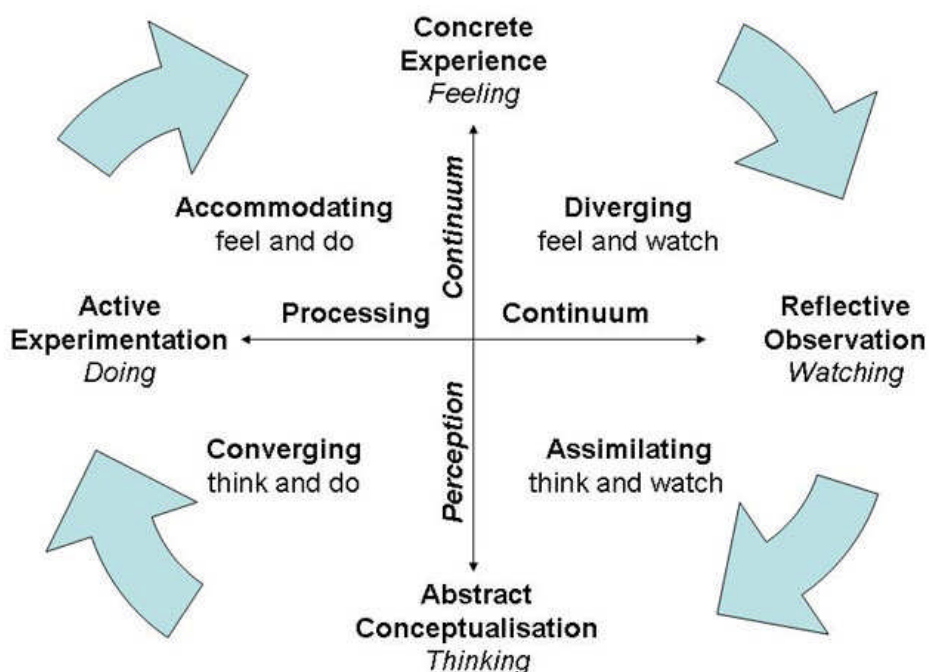 Concrete
Experience
Feeling
Continuum
Accommodating
feel and do
Diverging
feel and watch
Active
Experimentation
Doing
Processing
Continuum
Reflective
Observation
Watching
Perception
Converging
think and do
Assimilating
think and watch
Abstract
Conceptualisation
Thinking